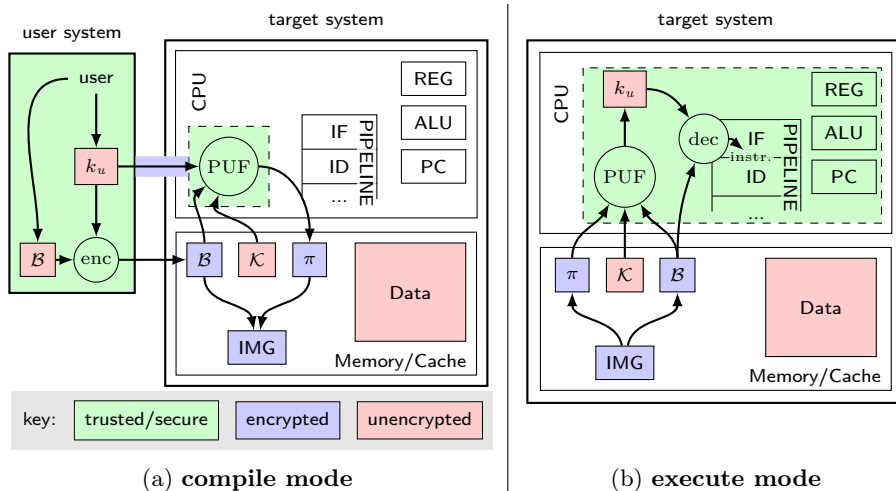 target system
user system
user
k_u
B
enc
CPU
PUF
IF
ID
...
PIPELINE
REG
ALU
PC
B
K
π
IMG
Data
Memory/Cache
key: trusted/secure encrypted unencrypted
(a) compile mode
target system
CPU
k_u
dec
PUF
IF
instr.
ID
...
PIPELINE
REG
ALU
PC
π
K
B
IMG
Data
Memory/Cache
(b) execute mode